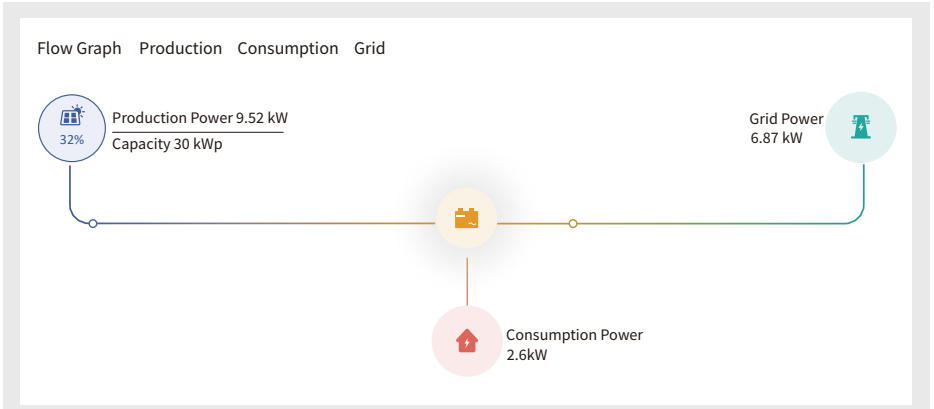 Flow Graph Production Consumption Grid
32%
Production Power 9.52 kW
Capacity 30 kWp
Grid Power
6.87 kW
Consumption Power
2.6kW